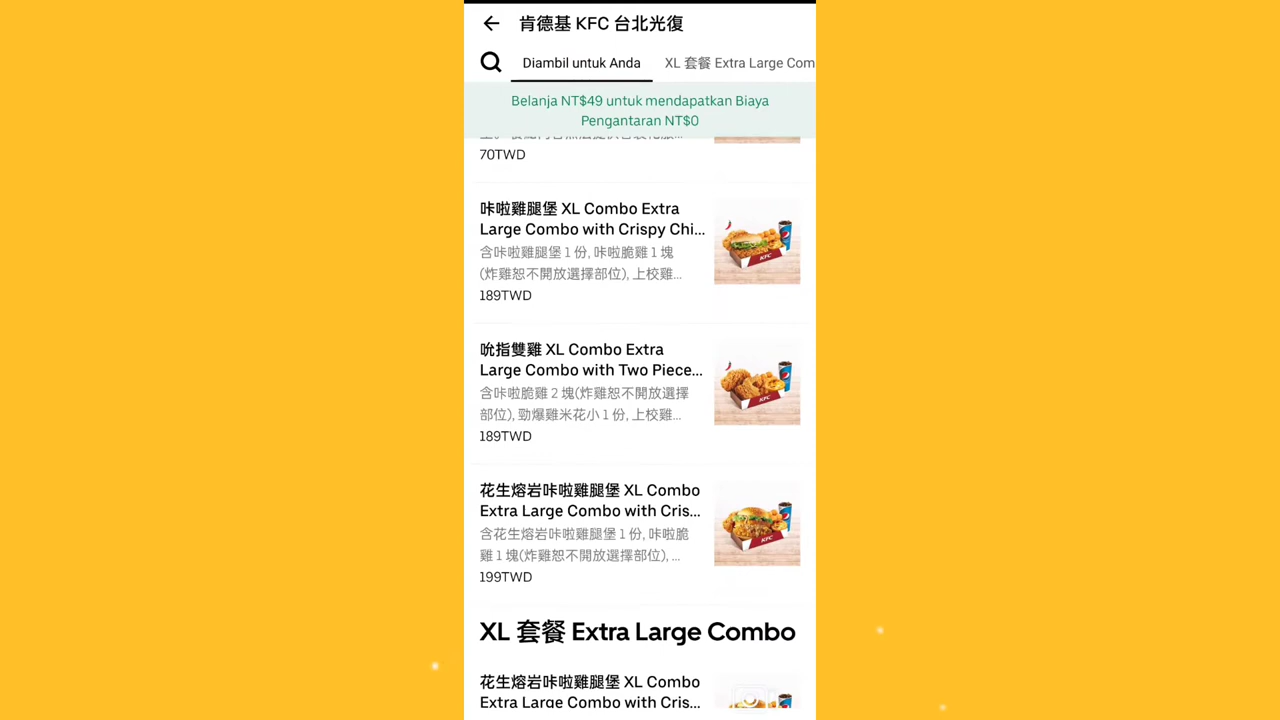 肯德基 KFC 台北光復
Diambil untuk Anda
XL 套餐 Extra Large Com
Belanja NT$49 untuk mendapatkan Biaya
Pengantaran NT$0
70TWD
咔啦雞腿堡 XL Combo Extra
Large Combo with Crispy Chi...
含咔啦雞腿堡 1 份, 咔啦脆雞 1 塊
(炸雞恕不開放選擇部位), 上校雞...
189TWD
吮指雙雞 XL Combo Extra
Large Combo with Two Piece...
含咔啦脆雞 2 塊(炸雞恕不開放選擇
部位), 勁爆雞米花小 1 份, 上校雞...
189TWD
花生熔岩咔啦雞腿堡 XL Combo
Extra Large Combo with Cris...
含花生熔岩咔啦雞腿堡 1 份, 咔啦脆
雞 1 塊(炸雞恕不開放選擇部位), ...
199TWD
XL 套餐 Extra Large Combo
花生熔岩咔啦雞腿堡 XL Combo
Extra Large Combo with Cris...
KFC
KFC
KFC